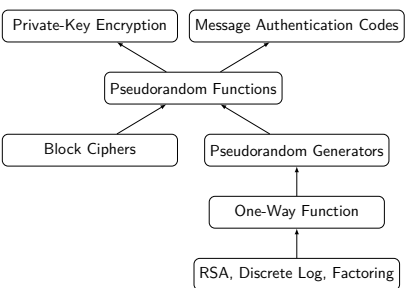 Private-Key Encryption
Message Authentication Codes
Pseudorandom Functions
Block Ciphers
Pseudorandom Generators
One-Way Function
RSA, Discrete Log, Factoring